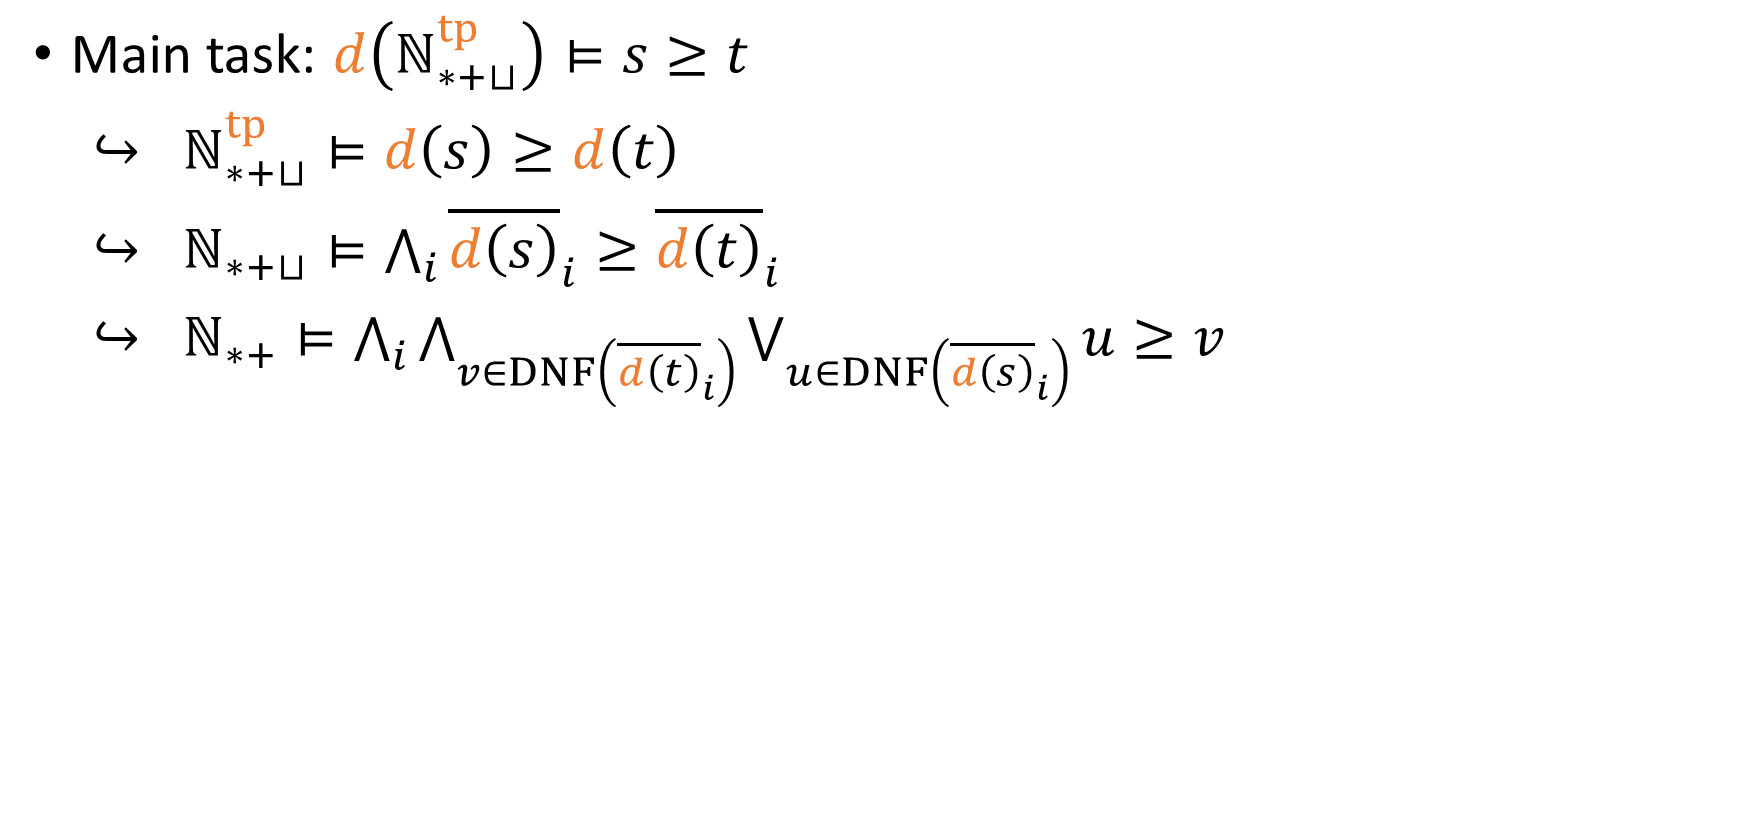 • Main task: d(ℕ^tp_{*+⊔}) ⊨ s ≥ t
↪ ℕ^tp_{*+⊔} ⊨ d(s) ≥ d(t)
↪ ℕ_{*+⊔} ⊨ ⋀_i \overline{d(s)}_i ≥ \overline{d(t)}_i
↪ ℕ_{*+} ⊨ ⋀_i ⋀_{v∈DNF(\overline{d(t)}_i)} ⋁_{u∈DNF(\overline{d(s)}_i)} u ≥ v